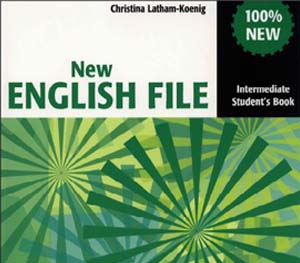 Christina Latham-Koenig
100%
NEW
New
ENGLISH FILE
Intermediate
Student's Book